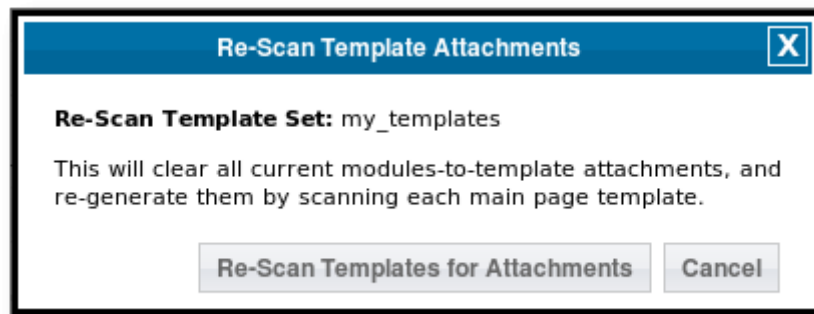 Re-Scan Template Attachments X
Re-Scan Template Set: my_templates
This will clear all current modules-to-template attachments, and
re-generate them by scanning each main page template.
Re-Scan Templates for Attachments Cancel